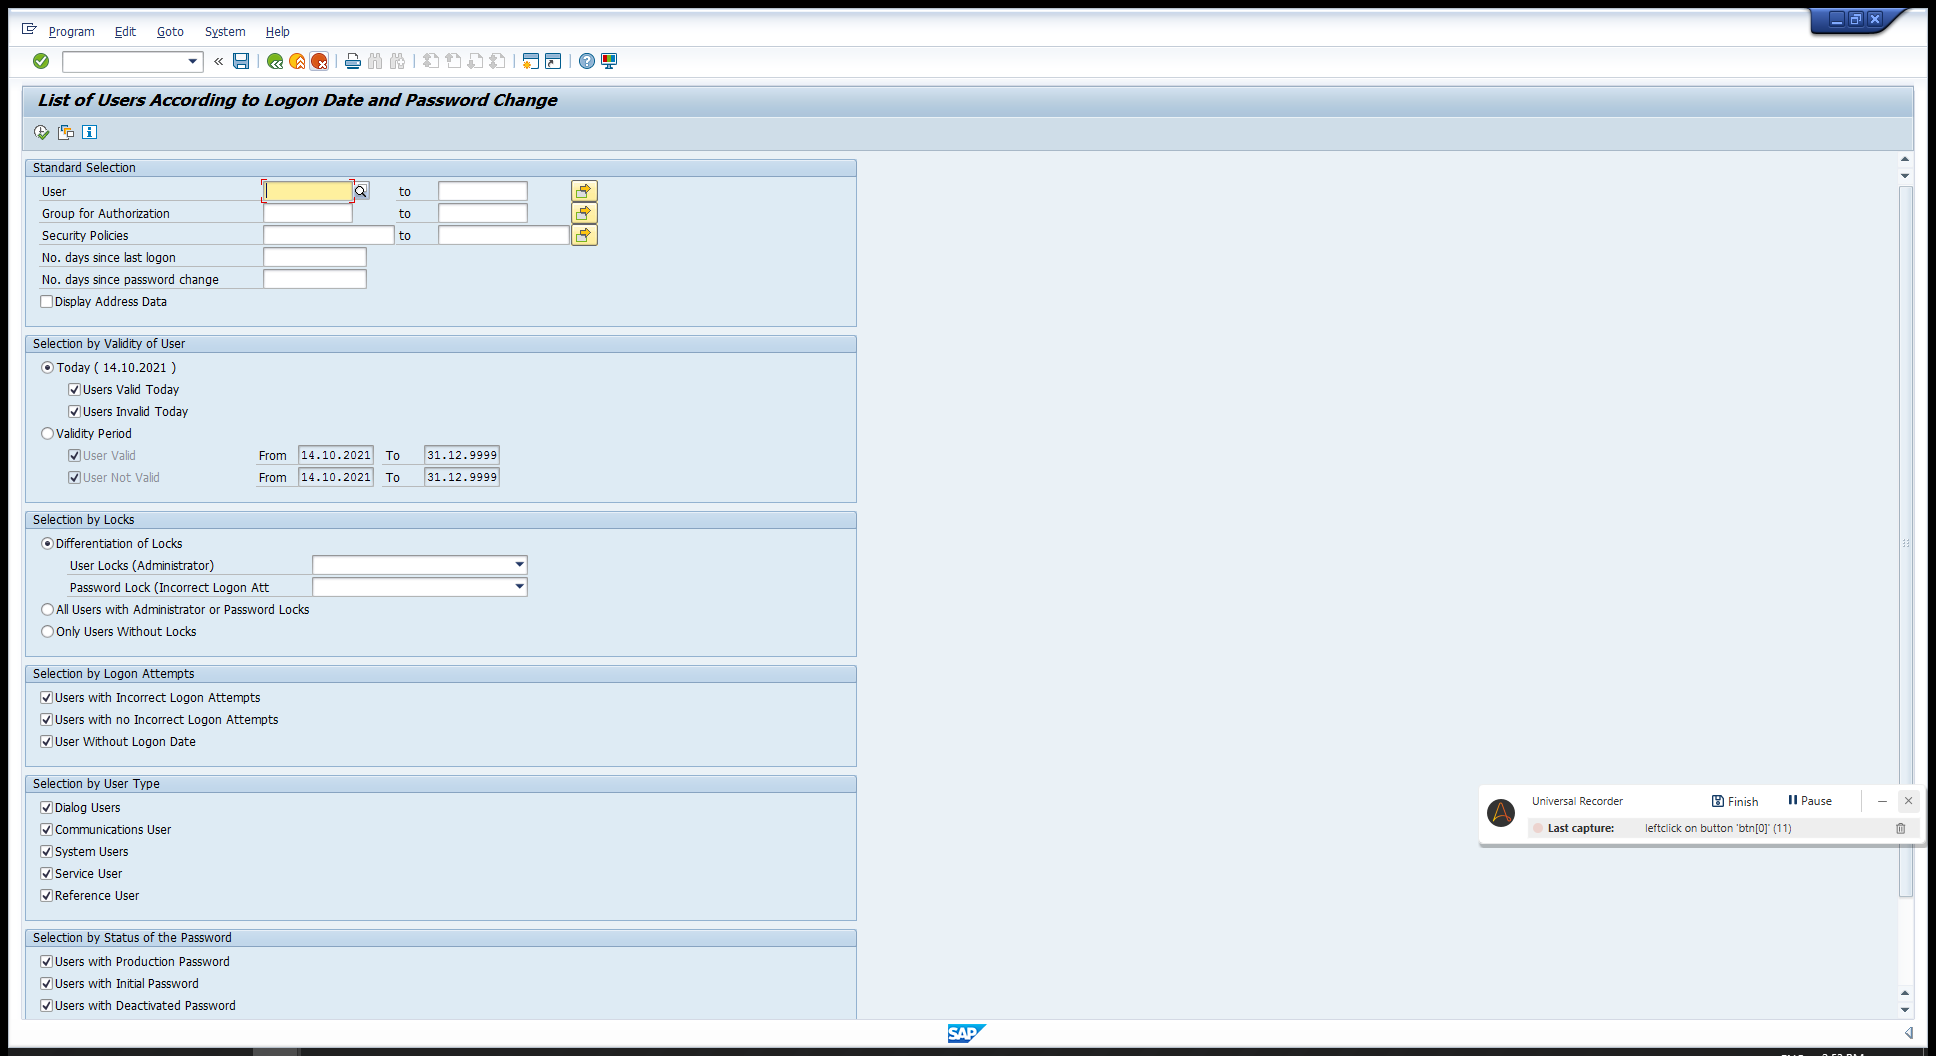 Program Edit Goto System Help
List of Users According to Logon Date and Password Change
Standard Selection
User to
Group for Authorization to
Security Policies to
No. days since last logon
No. days since password change
Display Address Data
Selection by Validity of User
Today ( 14.10.2021 )
Users Valid Today
Users Invalid Today
Validity Period
User Valid From 14.10.2021 To 31.12.9999
User Not Valid From 14.10.2021 To 31.12.9999
Selection by Locks
Differentiation of Locks
User Locks (Administrator)
Password Lock (Incorrect Logon Att
All Users with Administrator or Password Locks
Only Users Without Locks
Selection by Logon Attempts
Users with Incorrect Logon Attempts
Users with no Incorrect Logon Attempts
User Without Logon Date
Selection by User Type
Dialog Users
Communications User
System Users
Service User
Reference User
Universal Recorder Finish Pause
Last capture: leftclick on button 'btn[0]' (11)
Selection by Status of the Password
Users with Production Password
Users with Initial Password
Users with Deactivated Password
SAP